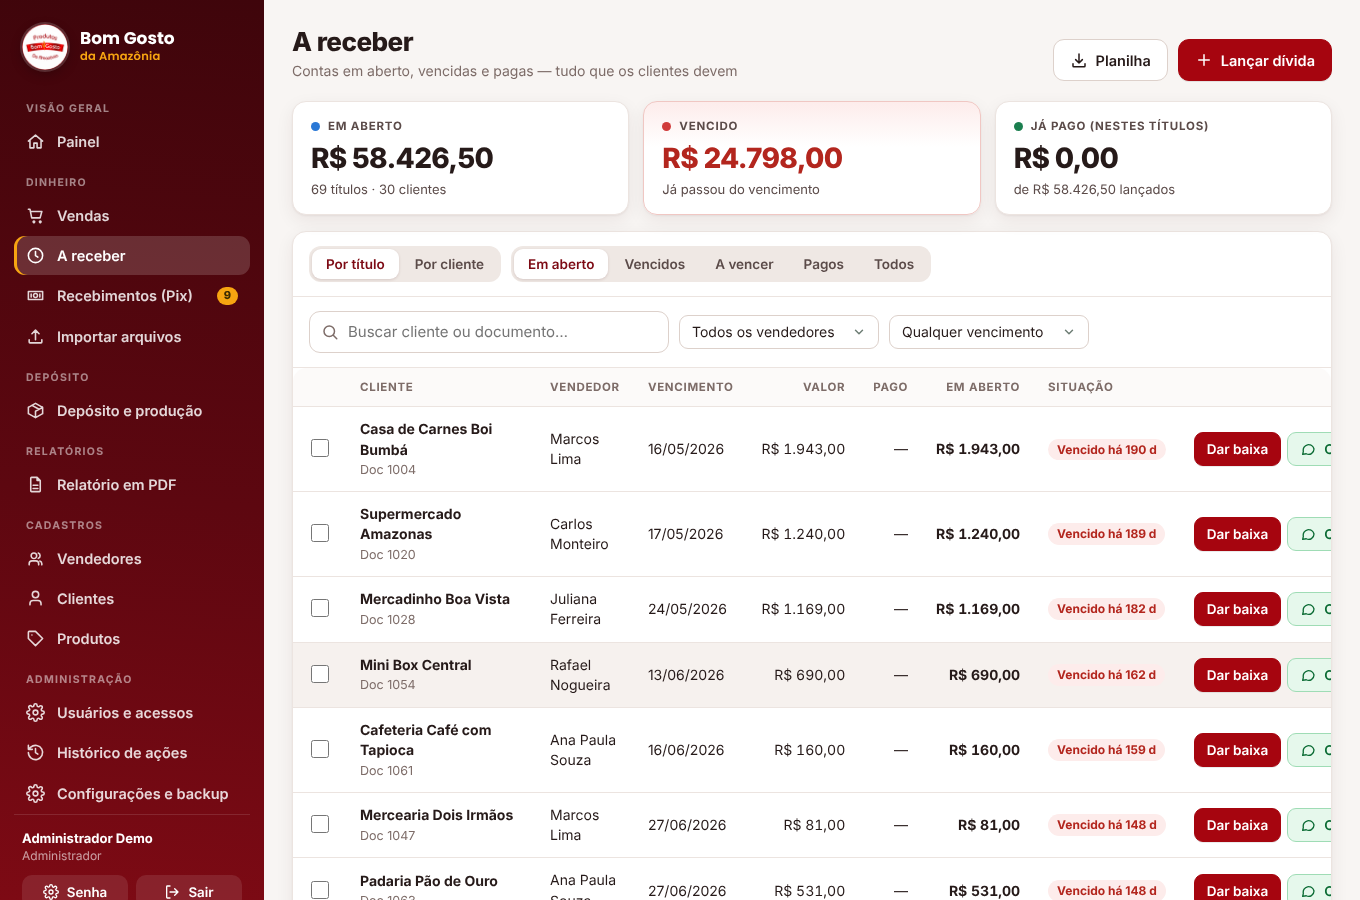 Bom Gosto
da Amazônia
VISÃO GERAL
Painel
DINHEIRO
Vendas
A receber
Recebimentos (Pix) 9
Importar arquivos
DEPÓSITO
Depósito e produção
RELATÓRIOS
Relatório em PDF
CADASTROS
Vendedores
Clientes
Produtos
ADMINISTRAÇÃO
Usuários e acessos
Histórico de ações
Configurações e backup
Administrador Demo
Administrador
Senha Sair
A receber
Contas em aberto, vencidas e pagas — tudo que os clientes devem
Planilha
Lançar dívida
EM ABERTO
R$ 58.426,50
69 títulos · 30 clientes
VENCIDO
R$ 24.798,00
Já passou do vencimento
JÁ PAGO (NESTES TÍTULOS)
R$ 0,00
de R$ 58.426,50 lançados
Por título Por cliente Em aberto Vencidos A vencer Pagos Todos
Buscar cliente ou documento... Todos os vendedores Qualquer vencimento
CLIENTE VENDEDOR VENCIMENTO VALOR PAGO EM ABERTO SITUAÇÃO
Casa de Carnes Boi
Bumbá
Doc 1004
Marcos
Lima
16/05/2026 R$ 1.943,00 — R$ 1.943,00 Vencido há 190 d Dar baixa
Supermercado
Amazonas
Doc 1020
Carlos
Monteiro
17/05/2026 R$ 1.240,00 — R$ 1.240,00 Vencido há 189 d Dar baixa
Mercadinho Boa Vista
Doc 1028
Juliana
Ferreira
24/05/2026 R$ 1.169,00 — R$ 1.169,00 Vencido há 182 d Dar baixa
Mini Box Central
Doc 1054
Rafael
Nogueira
13/06/2026 R$ 690,00 — R$ 690,00 Vencido há 162 d Dar baixa
Cafeteria Café com
Tapioca
Doc 1061
Ana Paula
Souza
16/06/2026 R$ 160,00 — R$ 160,00 Vencido há 159 d Dar baixa
Mercearia Dois Irmãos
Doc 1047
Marcos
Lima
27/06/2026 R$ 81,00 — R$ 81,00 Vencido há 148 d Dar baixa
Padaria Pão de Ouro
Ana Paula
27/06/2026 R$ 531,00 — R$ 531,00 Vencido há 148 d Dar baixa